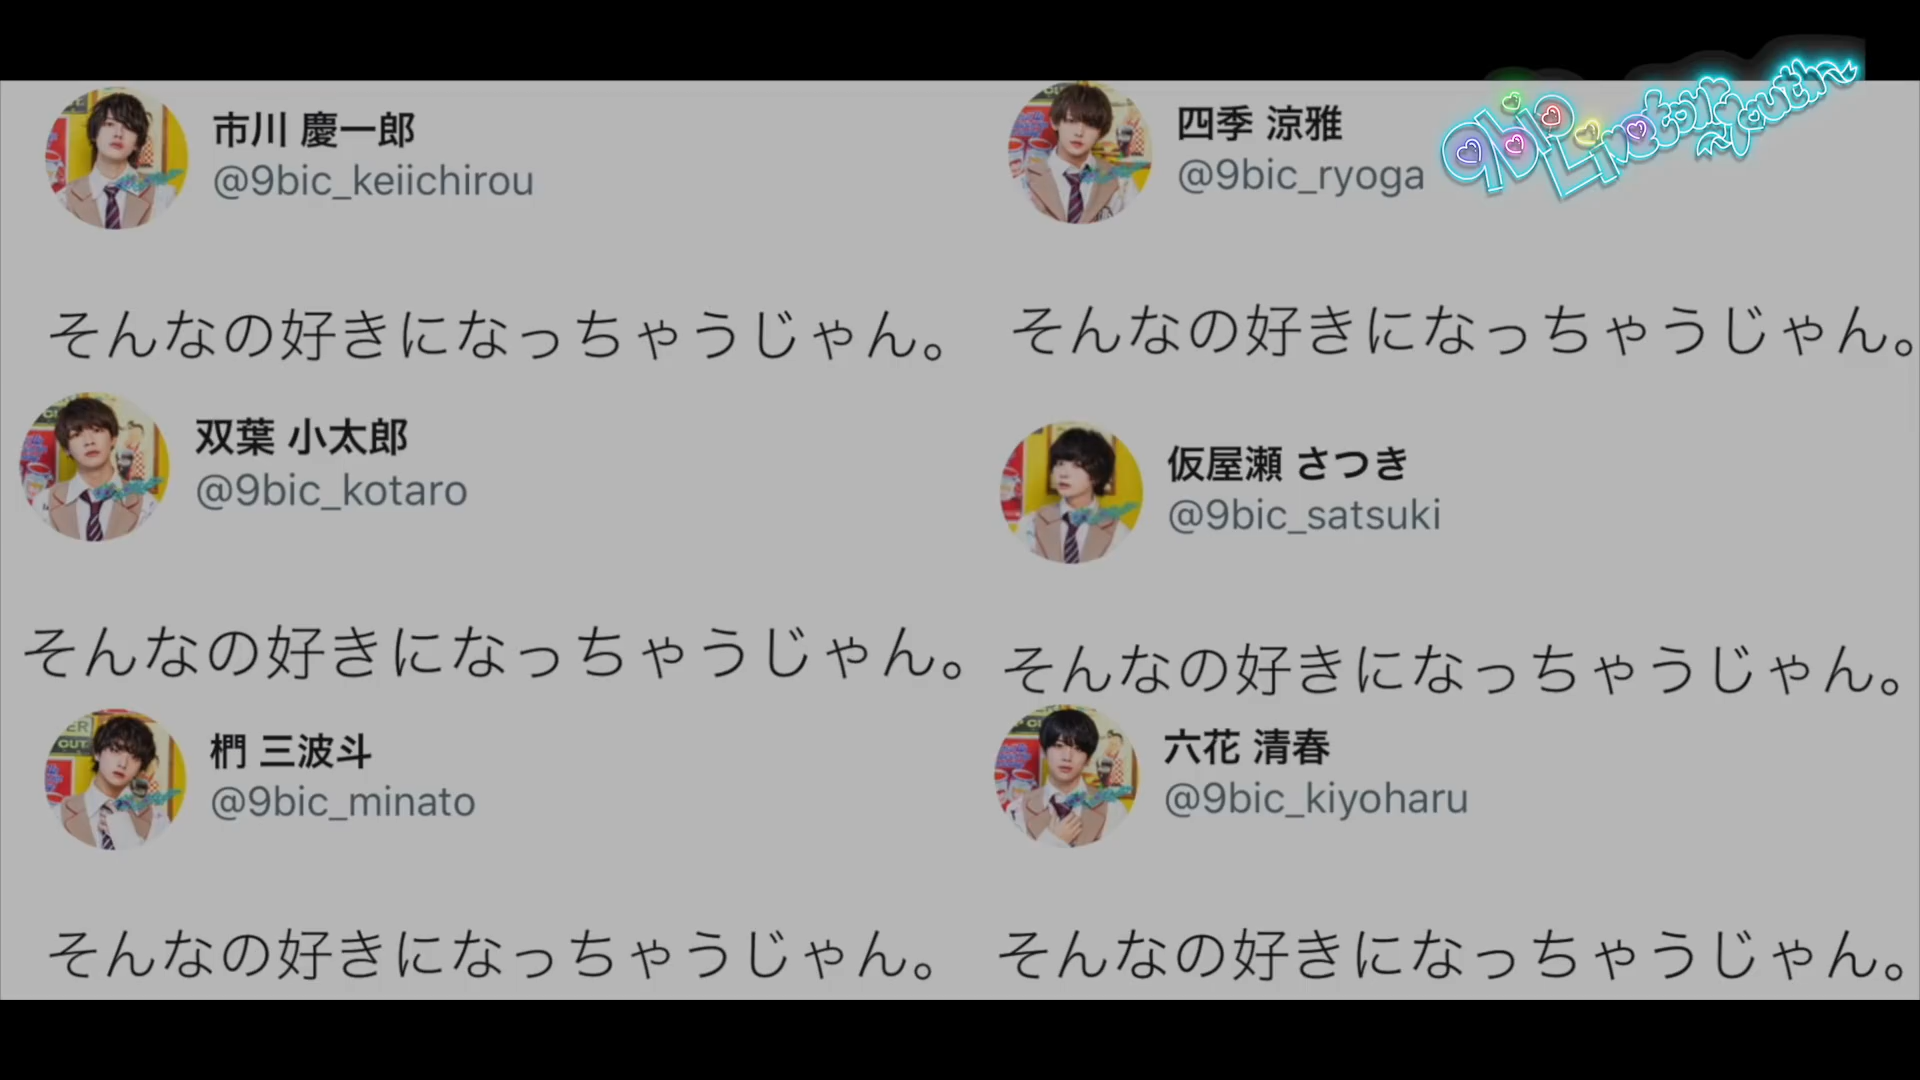 市川 慶一郎
@9bic_keiichirou
そんなの好きになっちゃうじゃん。
四季 涼雅
@9bic_ryoga
そんなの好きになっちゃうじゃん。
9bic Live tour Youth
双葉 小太郎
@9bic_kotaro
そんなの好きになっちゃうじゃん。
仮屋瀬 さつき
@9bic_satsuki
そんなの好きになっちゃうじゃん。
椚 三波斗
@9bic_minato
そんなの好きになっちゃうじゃん。
六花 清春
@9bic_kiyoharu
そんなの好きになっちゃうじゃん。